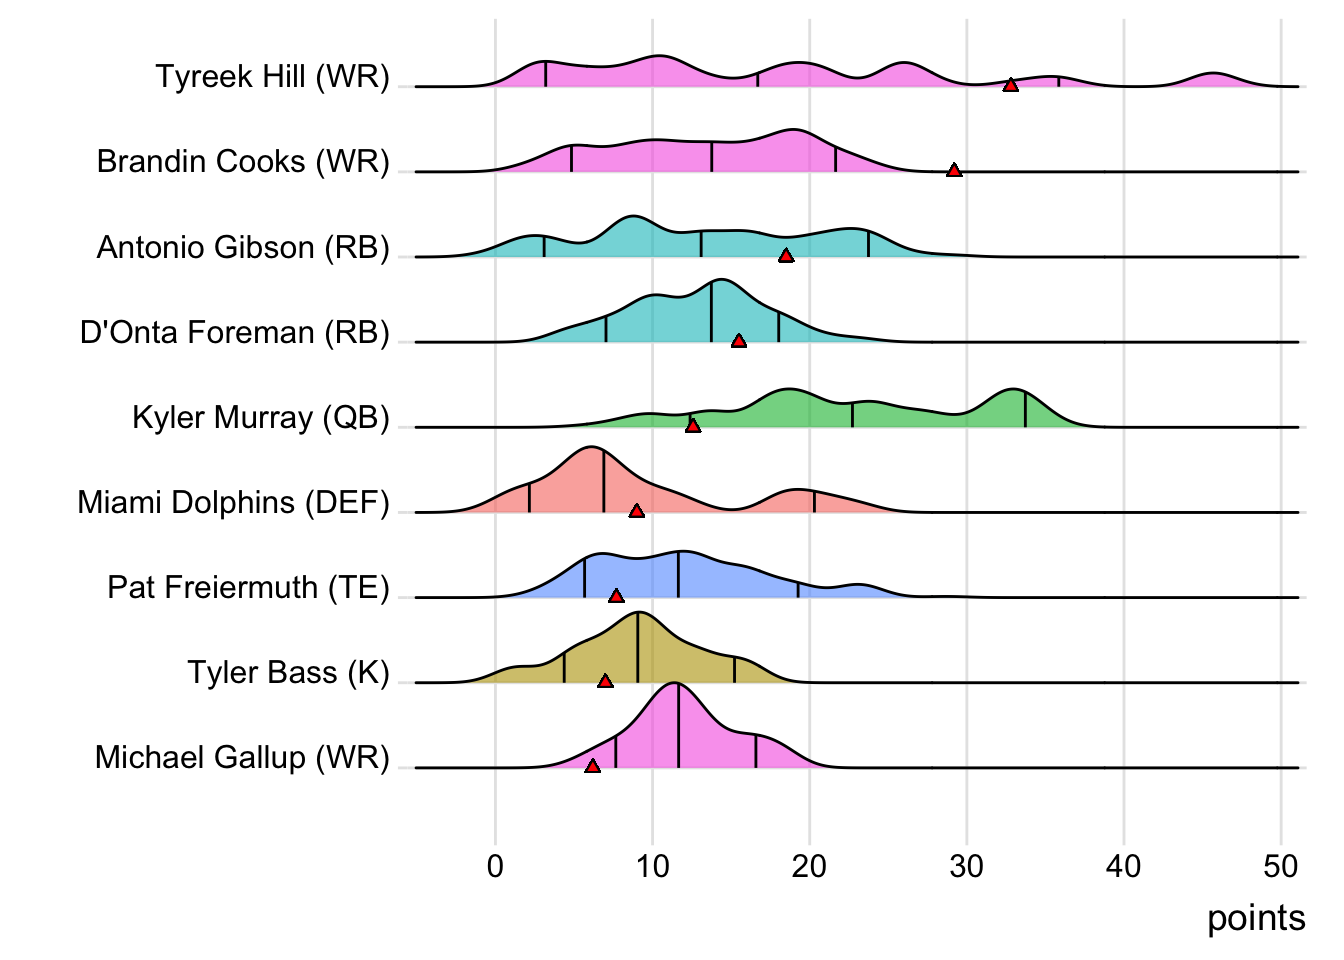 Tyreek Hill (WR)
Brandin Cooks (WR)
Antonio Gibson (RB)
D'Onta Foreman (RB)
Kyler Murray (QB)
Miami Dolphins (DEF)
Pat Freiermuth (TE)
Tyler Bass (K)
Michael Gallup (WR)
0 10 20 30 40 50
points